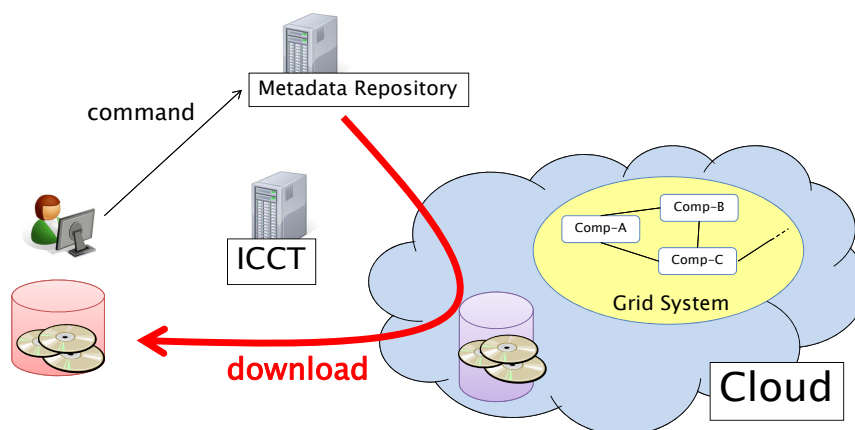 Metadata Repository
command
ICCT
Comp-B
Comp-A
Comp-C
Grid System
download
Cloud